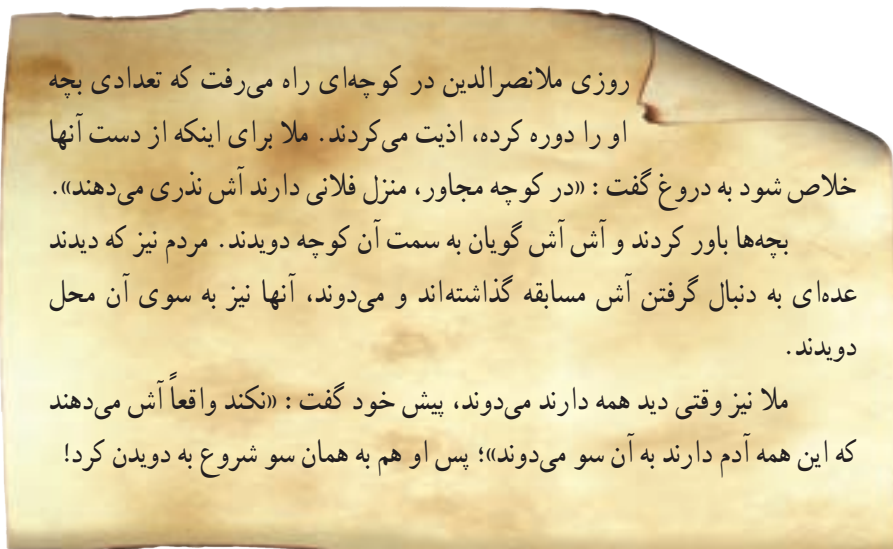 روزی ملانصرالدین در کوچه‌ای راه می‌رفت که تعدادی بچه
او را دوره کرده، اذیت می‌کردند. ملا برای اینکه از دست آنها
خلاص شود به دروغ گفت : «در کوچه مجاور، منزل فلانی دارند آش نذری می‌دهند».
بچه‌ها باور کردند و آش آش گویان به سمت آن کوچه دویدند. مردم نیز که دیدند
عده‌ای به دنبال گرفتن آش مسابقه گذاشته‌اند و می‌دوند، آنها نیز به سوی آن محل
دویدند.
ملا نیز وقتی دید همه دارند می‌دوند، پیش خود گفت : «نکند واقعاً آش می‌دهند
که این همه آدم دارند به آن سو می‌دوند»؛ پس او هم به همان سو شروع به دویدن کرد!